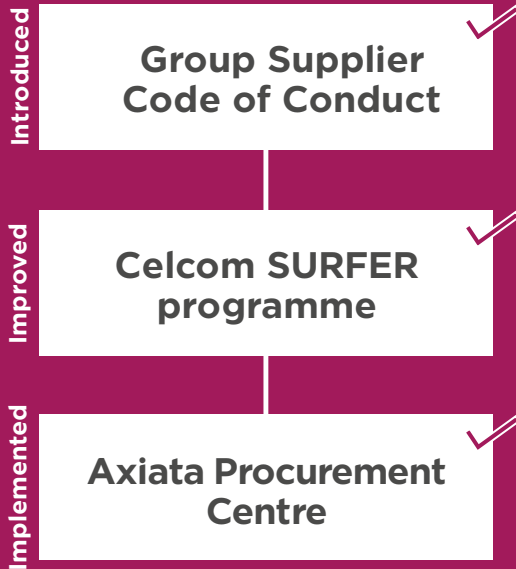 Introduced
Group Supplier
Code of Conduct
Improved
Celcom SURFER
programme
Implemented
Axiata Procurement
Centre